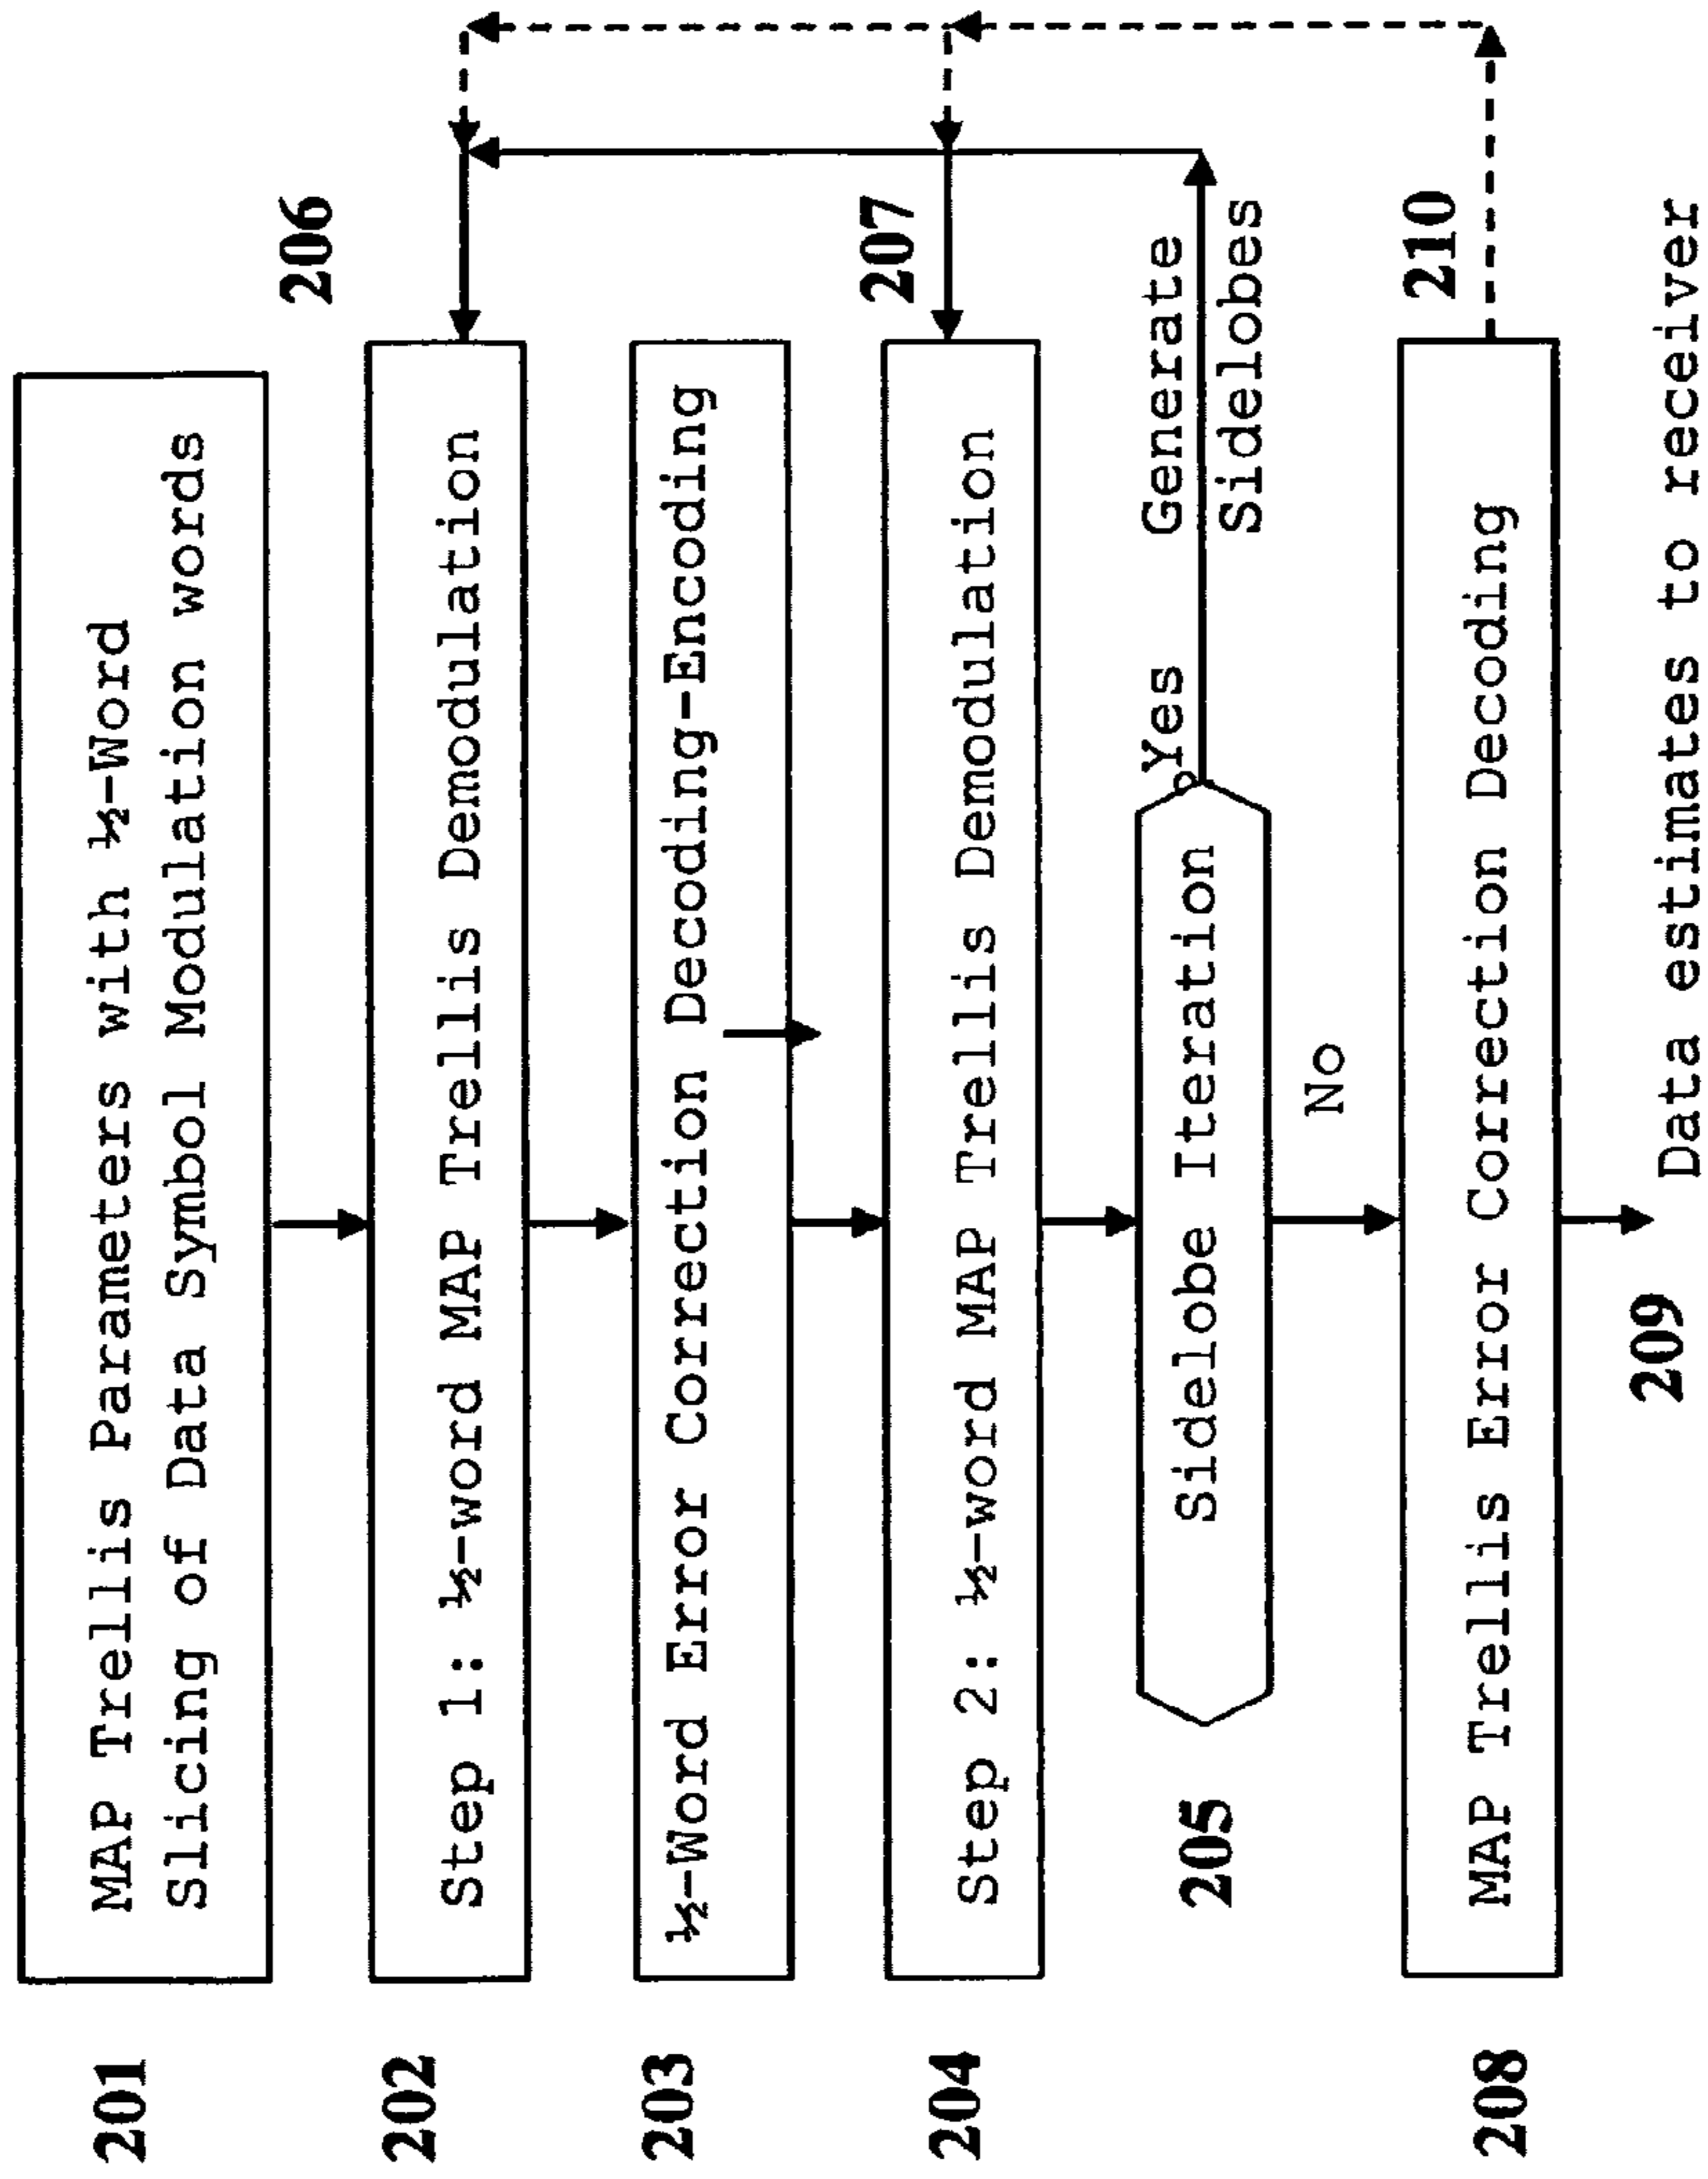 201
MAP Trellis Parameters with ½-Word
Slicing of Data Symbol Modulation words
206
202
Step 1: ½-word MAP Trellis Demodulation
203
½-Word Error Correction Decoding-Encoding
207
204
Step 2: ½-word MAP Trellis Demodulation
205
Sidelobe Iteration
Yes
Generate
Sidelobes
No
210
208
MAP Trellis Error Correction Decoding
209
Data estimates to receiver